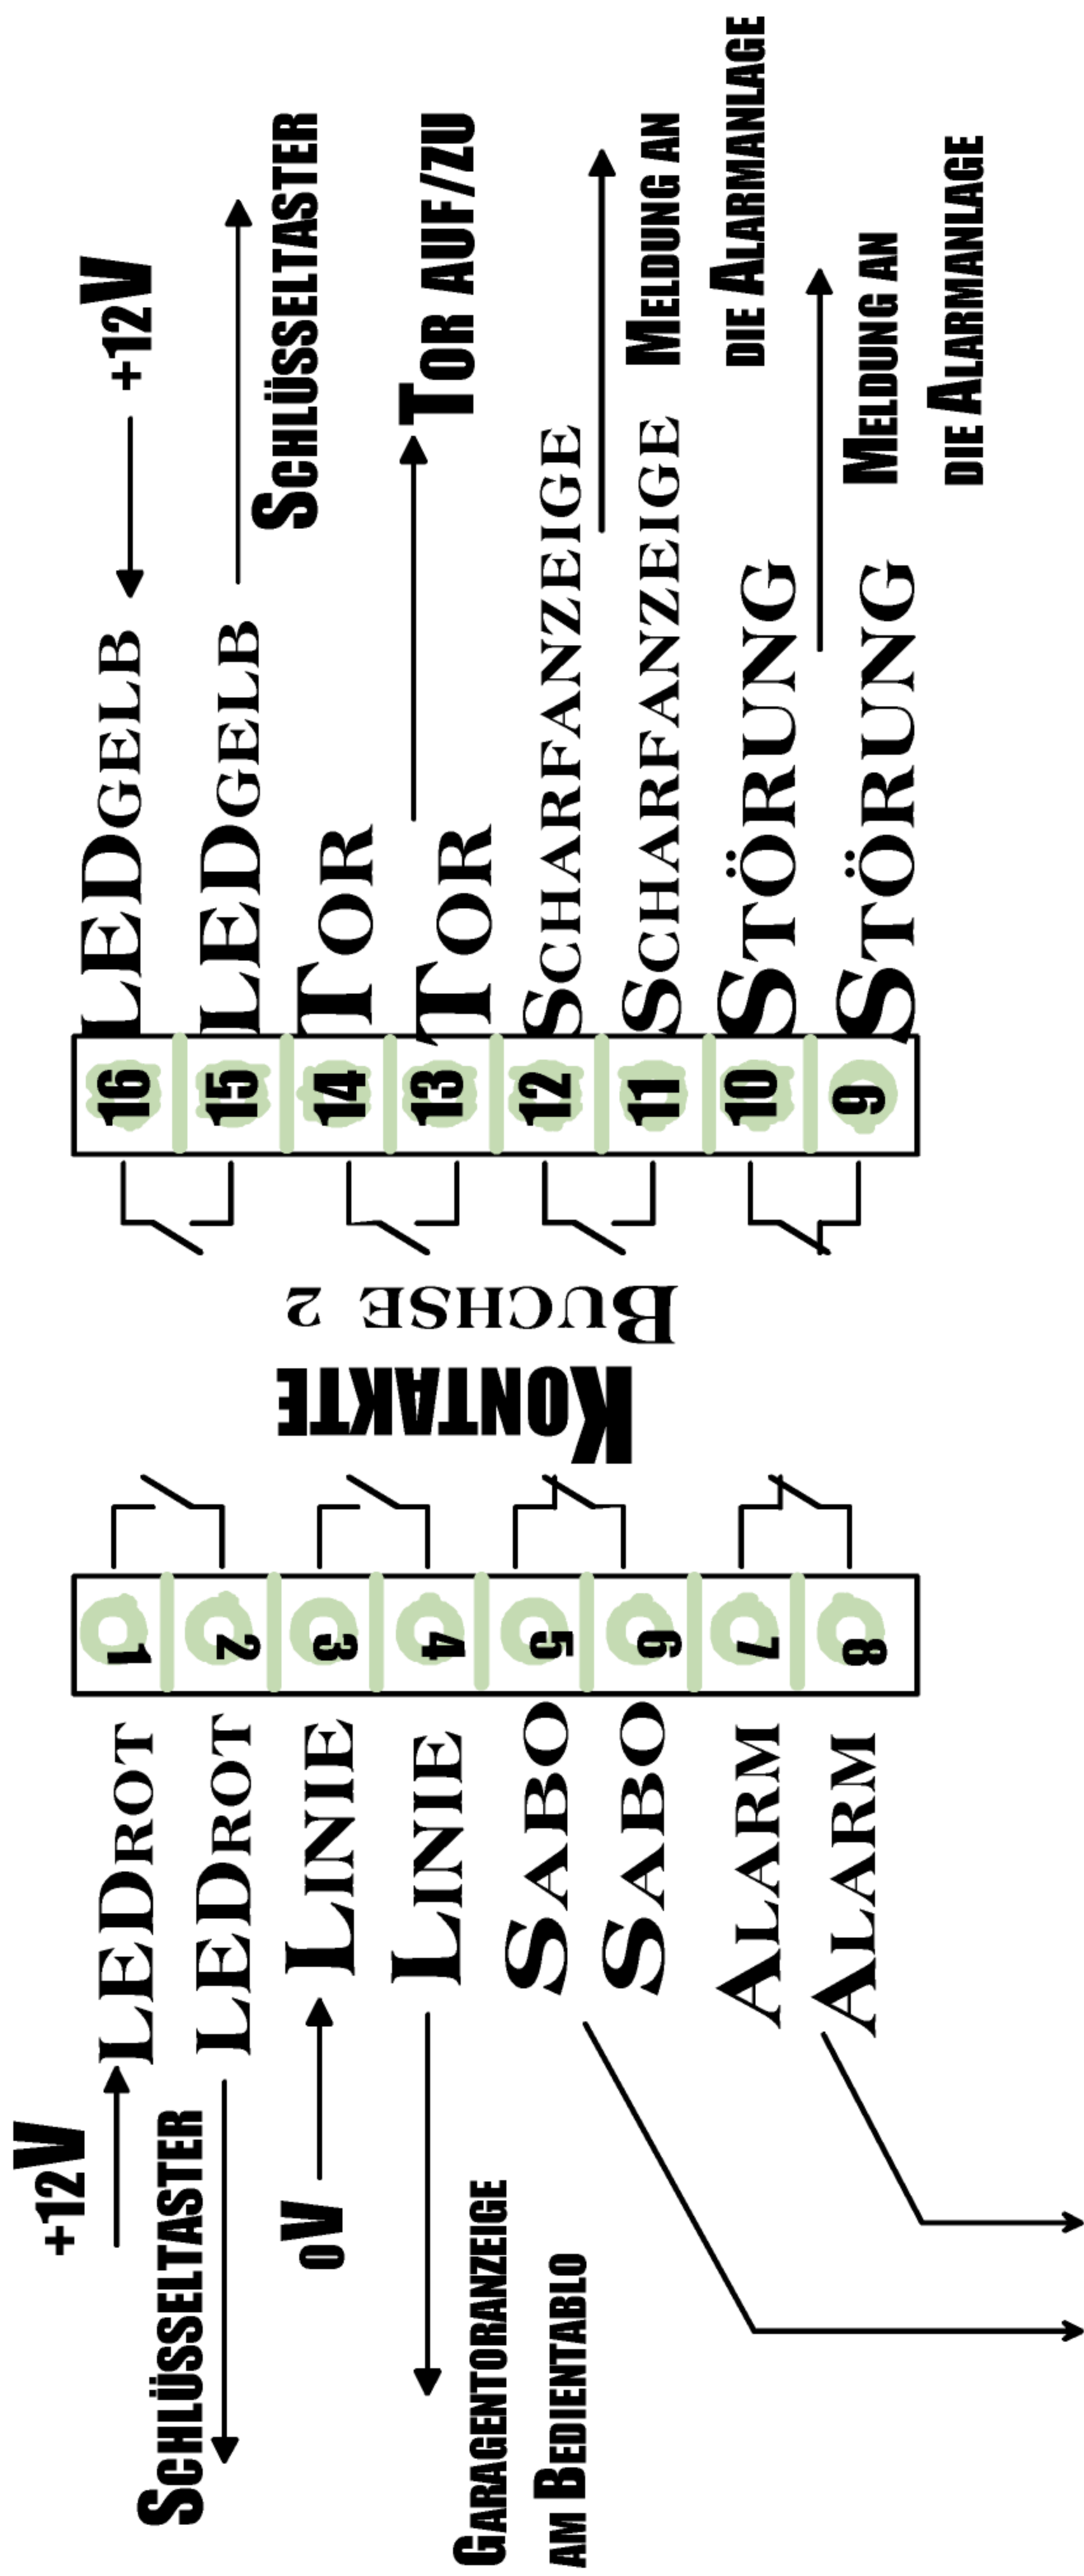 +12V
LEDROT
1
SCHLÜSSELTASTER
LEDROT
2
0V
LINIE
3
LINIE
4
GARAGENTORANZEIGE
AM BEDIENTABLO
SABO
5
SABO
6
ALARM
7
ALARM
8
KONTAKTE
BUCHSE 2
16
LEDGELB
+12V
15
LEDGELB
SCHLÜSSELTASTER
14
TOR
13
TOR
TOR AUF/ZU
12
SCHARFANZEIGE
11
SCHARFANZEIGE
MELDUNG AN
DIE ALARMANLAGE
10
STÖRUNG
9
STÖRUNG
MELDUNG AN
DIE ALARMANLAGE